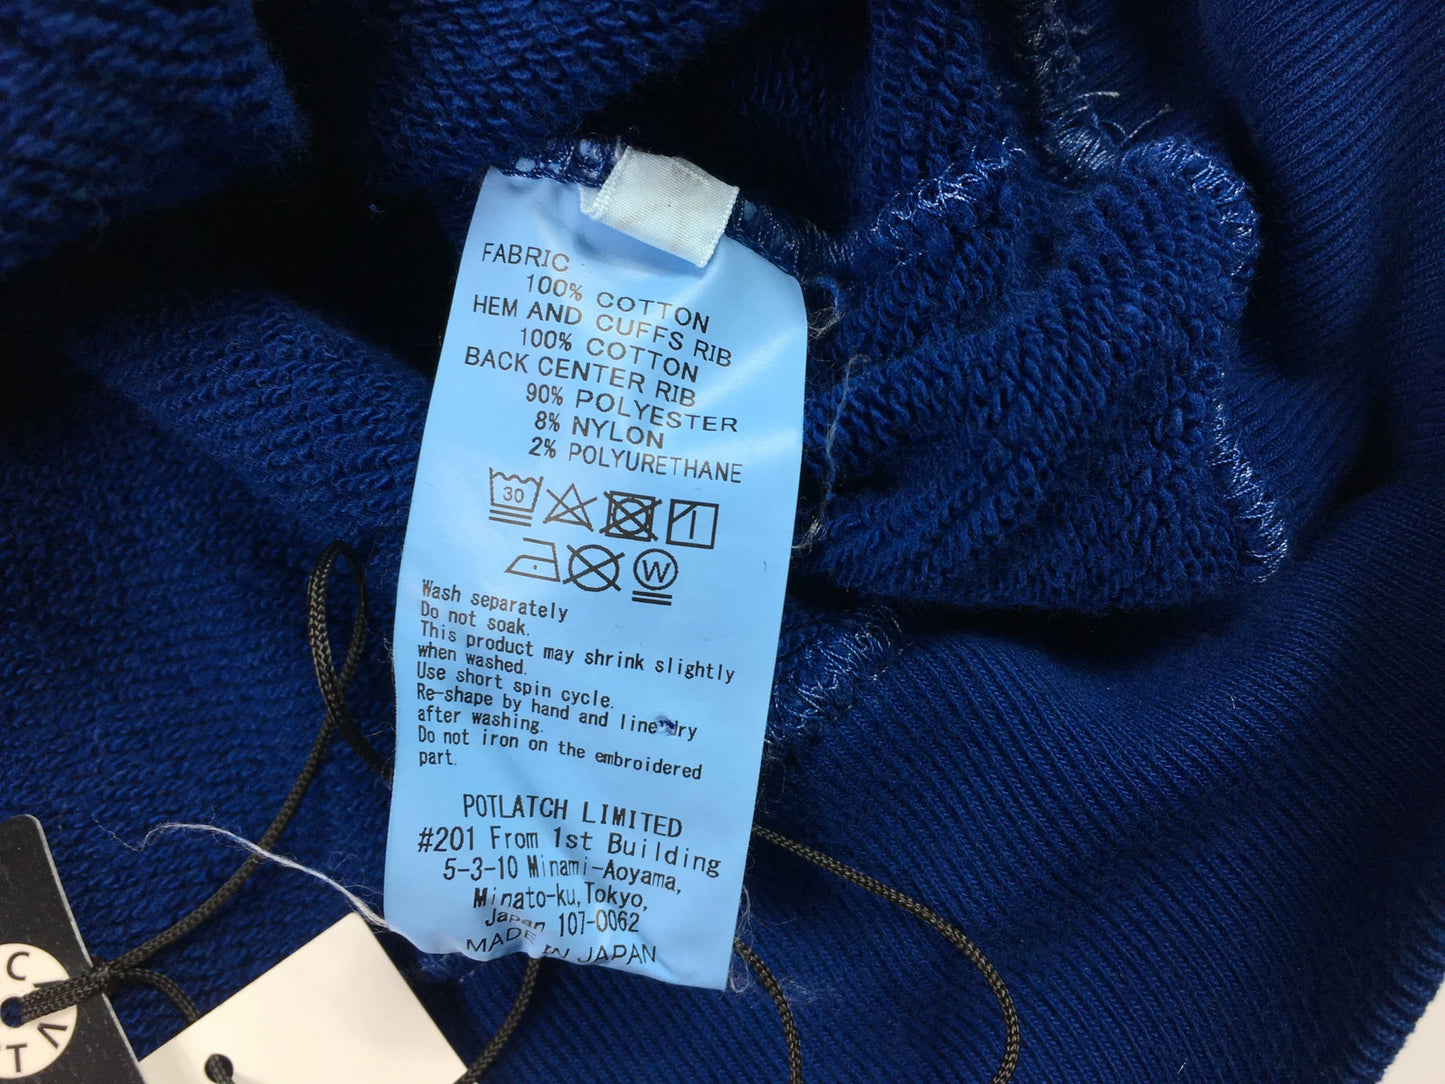 FABRIC
100% COTTON
HEM AND CUFFS RIB
100% COTTON
BACK CENTER RIB
90% POLYESTER
8% NYLON
2% POLYURETHANE
30
W
Wash separately
Do not soak.
This product may shrink slightly
when washed.
Use short spin cycle.
Re-shape by hand and line dry
after washing.
Do not iron on the embroidered
part.
POTLATCH LIMITED
#201 From 1st Building
5-3-10 Minami-Aoyama,
Minato-ku, Tokyo,
Japan 107-0062
MADE IN JAPAN